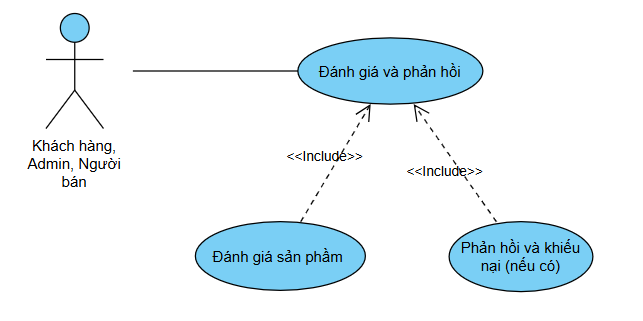 Đánh giá và phản hồi
Khách hàng,
Admin, Người
bán
<<Include>>
<<Include>>
Đánh giá sản phầm
Phản hồi và khiếu
nại (nếu có)